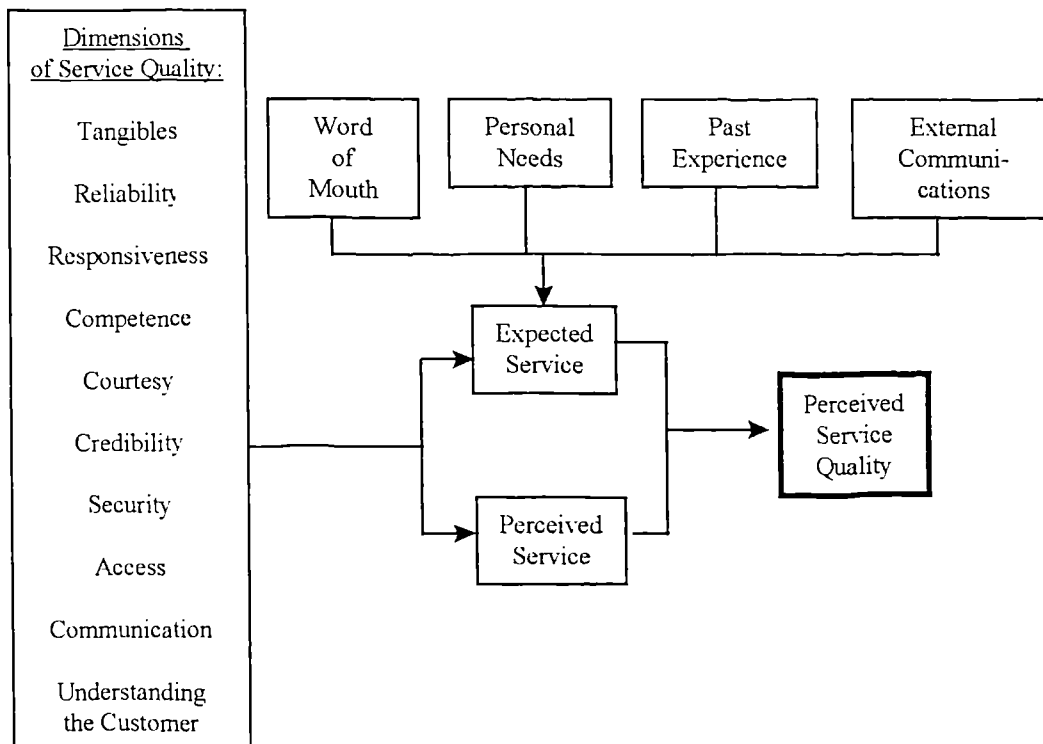 Dimensions
of Service Quality:
Tangibles
Reliability
Responsiveness
Competence
Courtesy
Credibility
Security
Access
Communication
Understanding
the Customer
Word
of
Mouth
Personal
Needs
Past
Experience
External
Communi-
cations
Expected
Service
Perceived
Service
Perceived
Service
Quality